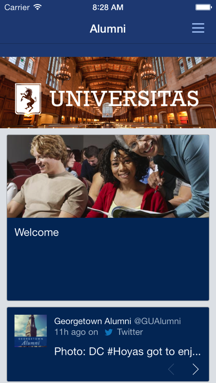 Carrier 8:28 AM
Alumni
UNIVERSITAS
Welcome
Georgetown Alumni @GUAlumni
11h ago on Twitter
Photo: DC #Hoyas got to enj...